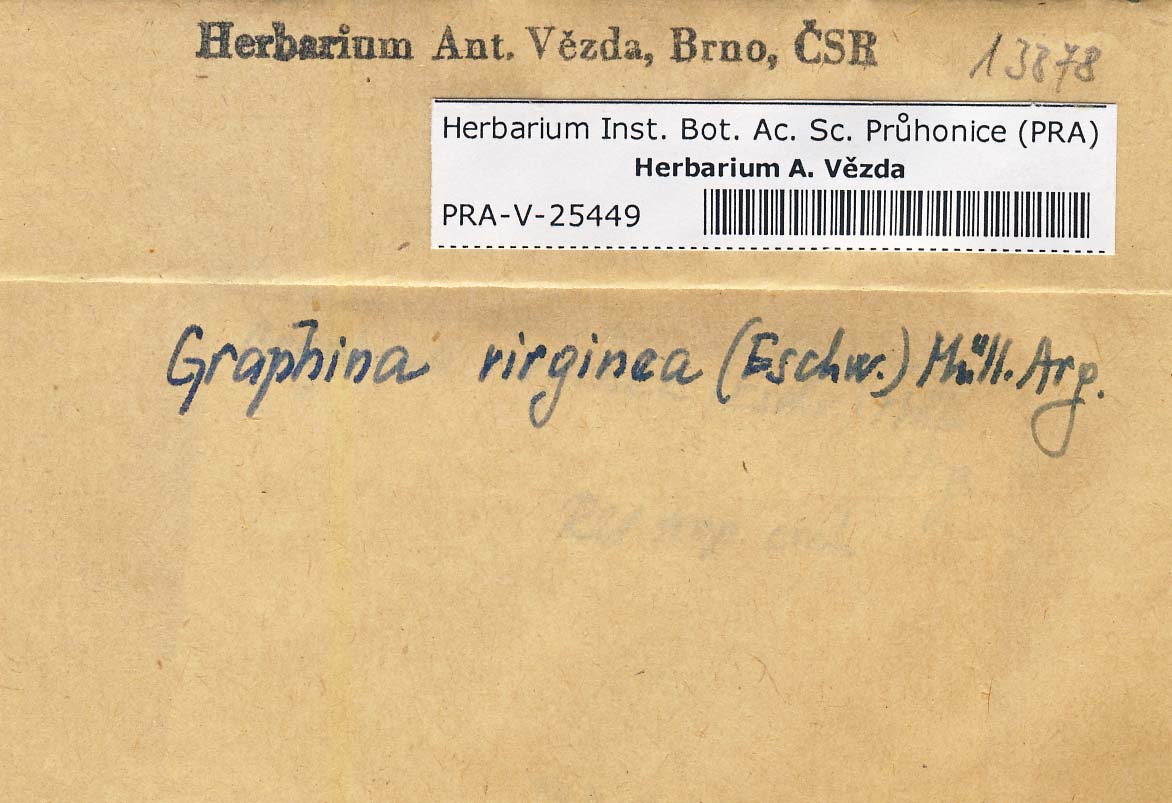 Herbarium Ant. Vězda, Brno, ČSR 13878
Herbarium Inst. Bot. Ac. Sc. Průhonice (PRA)
Herbarium A. Vězda
PRA-V-25449
Graphina virginea (Eschw.) Müll. Arg.